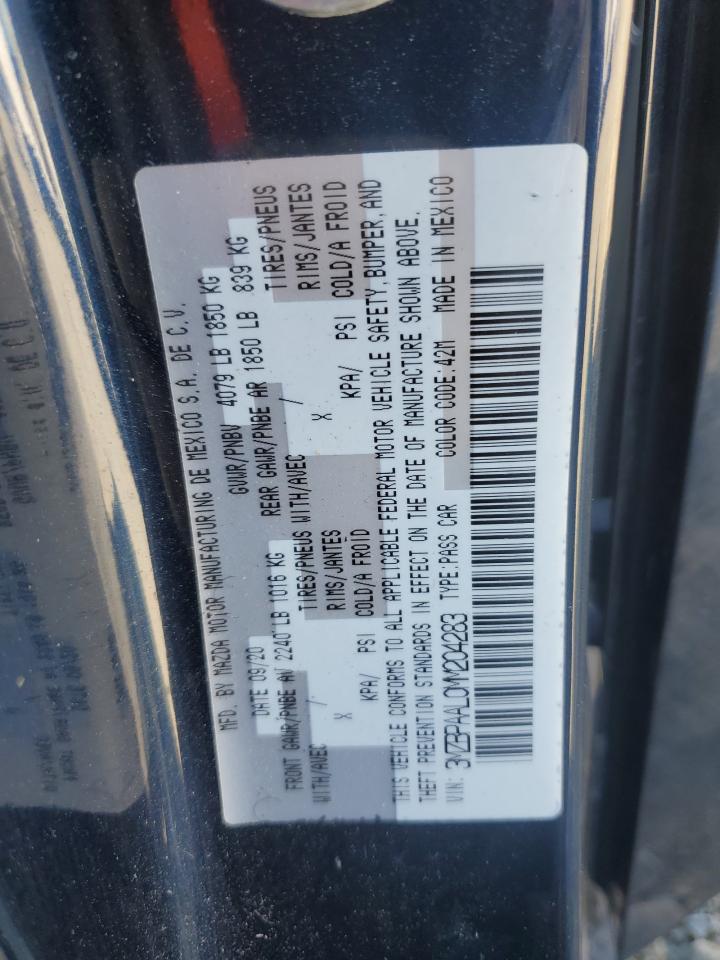 MFD. BY MAZDA MOTOR MANUFACTURING DE MEXICO S.A. DE C.V.
DATE 09/20 GVWR/PNBV 4079 LB 1850 KG
FRONT GAWR/PNBE AV 2240 LB 1016 KG REAR GAWR/PNBE AR 1850 LB 839 KG
WITH/AVEC / TIRES/PNEUS WITH/AVEC / TIRES/PNEUS
X RIMS/JANTES X RIMS/JANTES
KPA/ PSI COLD/A FROID KPA/ PSI COLD/A FROID
THIS VEHICLE CONFORMS TO ALL APPLICABLE FEDERAL MOTOR VEHICLE SAFETY, BUMPER, AND
THEFT PREVENTION STANDARDS IN EFFECT ON THE DATE OF MANUFACTURE SHOWN ABOVE.
VIN: 3MZBPAAL0MM204283 TYPE:PASS CAR COLOR CODE:42M MADE IN MEXICO